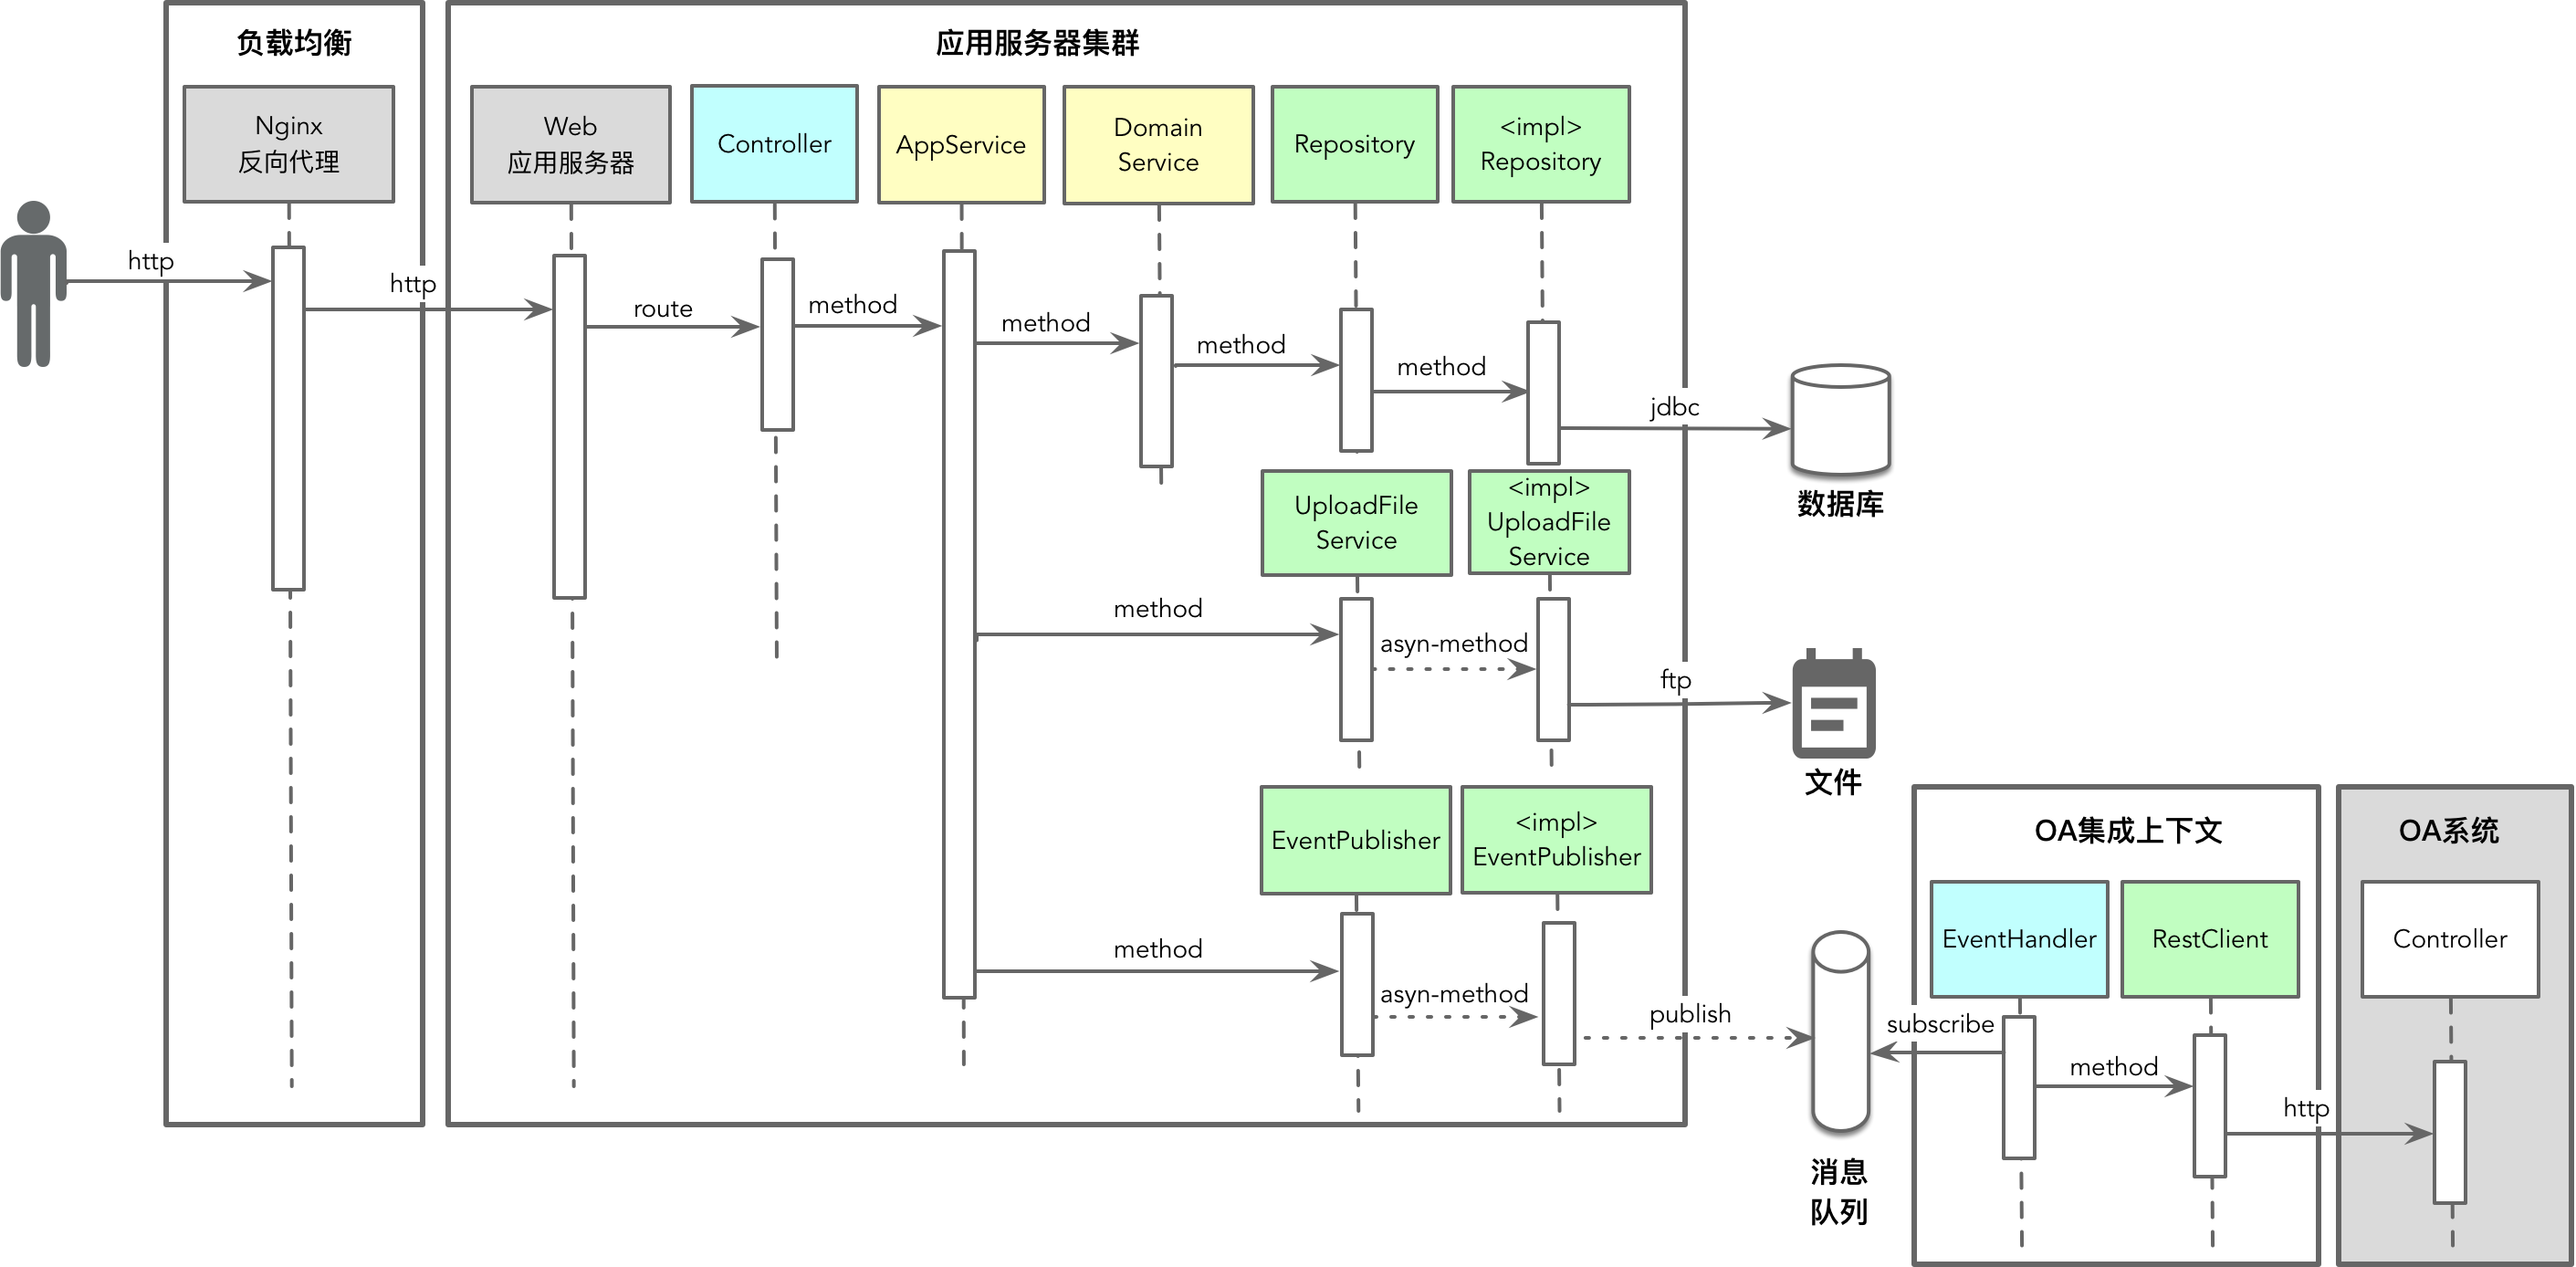 负载均衡
应用服务器集群
Nginx
反向代理
Web
应用服务器
Controller
AppService
Domain
Service
Repository
<impl>
Repository
http
http
route
method
method
method
method
jdbc
数据库
UploadFile
Service
<impl>
UploadFile
Service
method
asyn-method
ftp
文件
EventPublisher
<impl>
EventPublisher
method
asyn-method
publish
消息
队列
OA集成上下文
OA系统
EventHandler
RestClient
Controller
subscribe
method
http